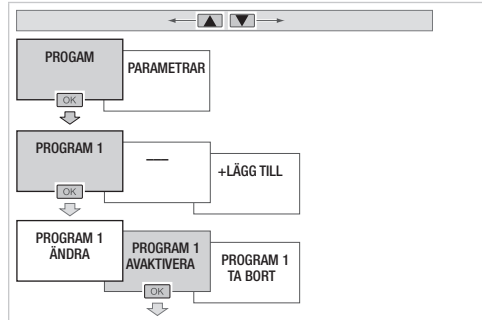 PROGAM
PARAMETRAR
OK
PROGRAM 1
—
+LÄGG TILL
OK
PROGRAM 1
ÄNDRA
PROGRAM 1
AVAKTIVERA
PROGRAM 1
TA BORT
OK